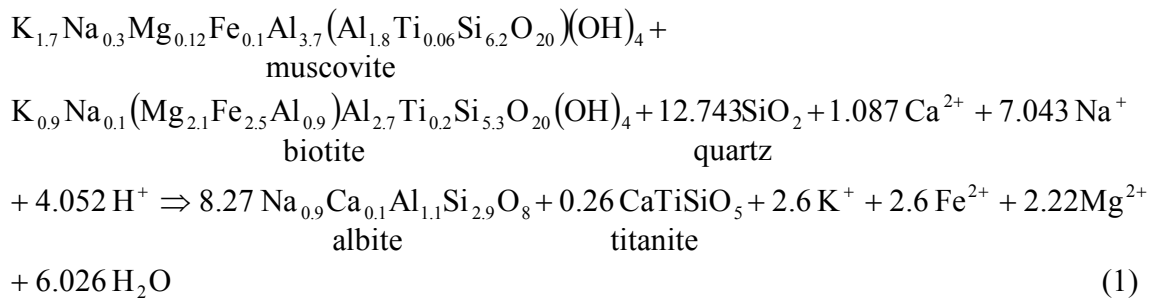 K₁.₇Na₀.₃Mg₀.₁₂Fe₀.₁Al₃.₇(Al₁.₈Ti₀.₀₆Si₆.₂O₂₀)(OH)₄ +
muscovite
K₀.₉Na₀.₁(Mg₂.₁Fe₂.₅Al₀.₉)Al₂.₇Ti₀.₂Si₅.₃O₂₀(OH)₄ + 12.743SiO₂ + 1.087 Ca²⁺ + 7.043 Na⁺
biotite quartz
+ 4.052 H⁺ ⇒ 8.27 Na₀.₉Ca₀.₁Al₁.₁Si₂.₉O₈ + 0.26 CaTiSiO₅ + 2.6 K⁺ + 2.6 Fe²⁺ + 2.22Mg²⁺
albite titanite
+ 6.026 H₂O (1)